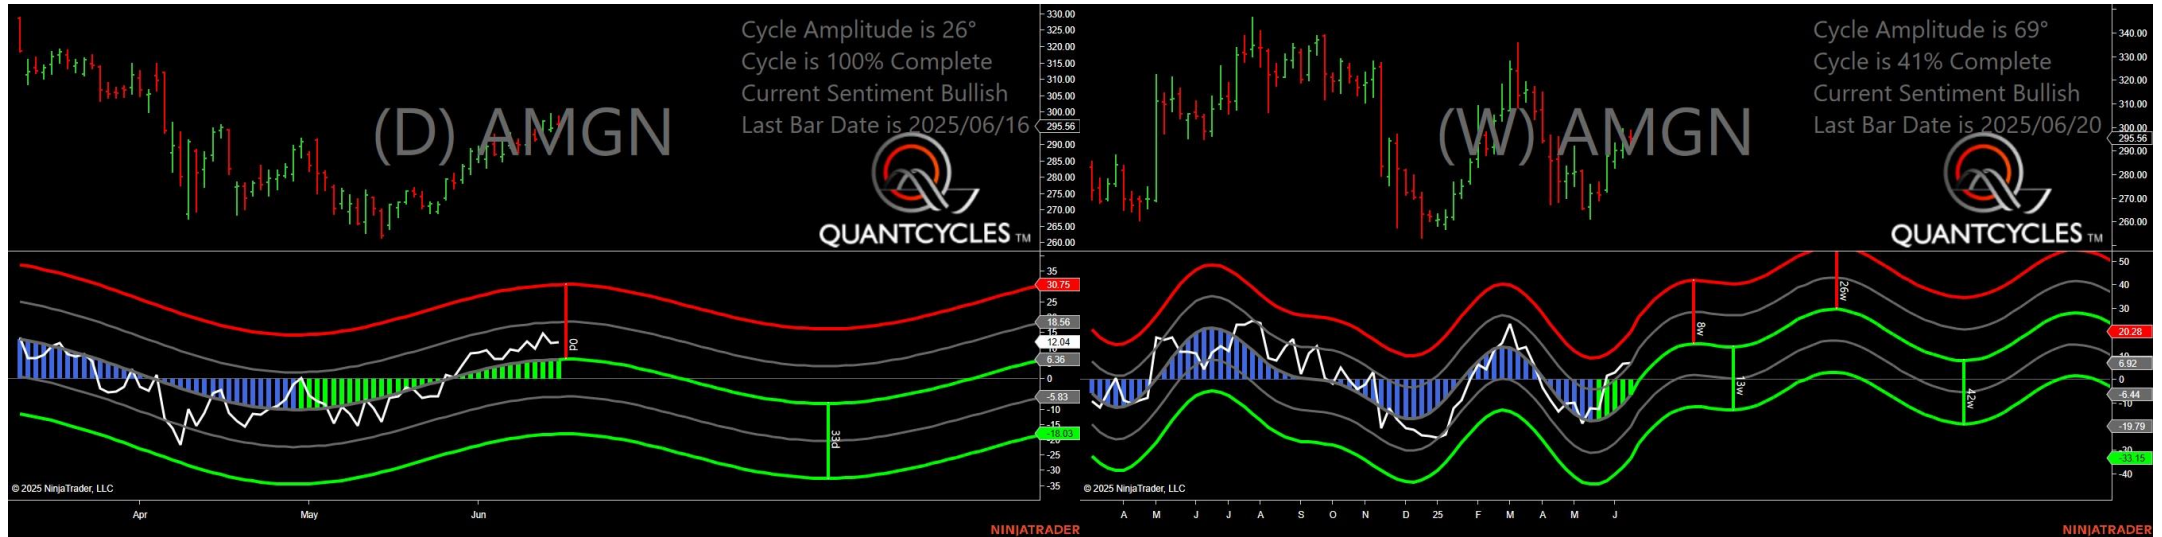 Cycle Amplitude is 26°
Cycle is 100% Complete
Current Sentiment Bullish
Last Bar Date is 2025/06/16
(D) AMGN
QUANTCYCLES TM
330.00
325.00
320.00
315.00
310.00
305.00
300.00
295.56
290.00
285.00
280.00
275.00
270.00
265.00
260.00
35
30.75
25
18.56
15
12.04
6.36
0
-5.83
-10
-15
-18.03
-25
-30
-35
0d
33d
© 2025 NinjaTrader, LLC
Apr May Jun
NINJATRADER
Cycle Amplitude is 69°
Cycle is 41% Complete
Current Sentiment Bullish
Last Bar Date is 2025/06/20
(W) AMGN
QUANTCYCLES TM
340.00
330.00
320.00
310.00
300.00
295.56
290.00
280.00
270.00
260.00
50
40
30
20.28
6.92
0
-6.44
-10
-19.79
-33.15
-40
8w
13w
26w
42w
© 2025 NinjaTrader, LLC
A M J J A S O N D 25 F M A M J
NINJATRADER